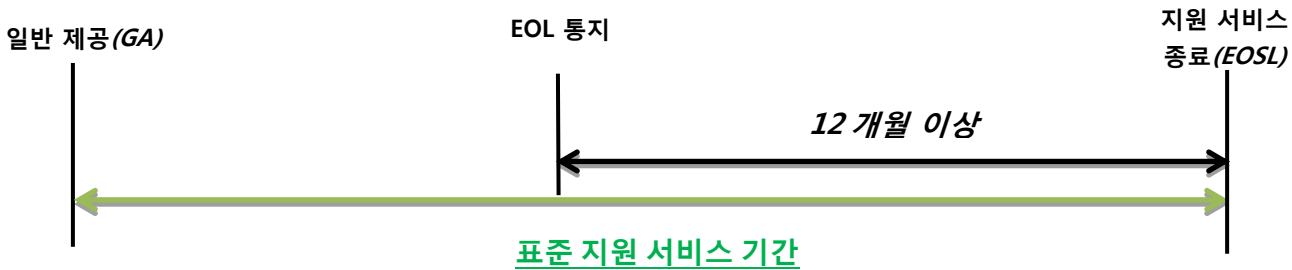 일반 제공(GA)
EOL 통지
지원 서비스
종료(EOSL)
12 개월 이상
표준 지원 서비스 기간